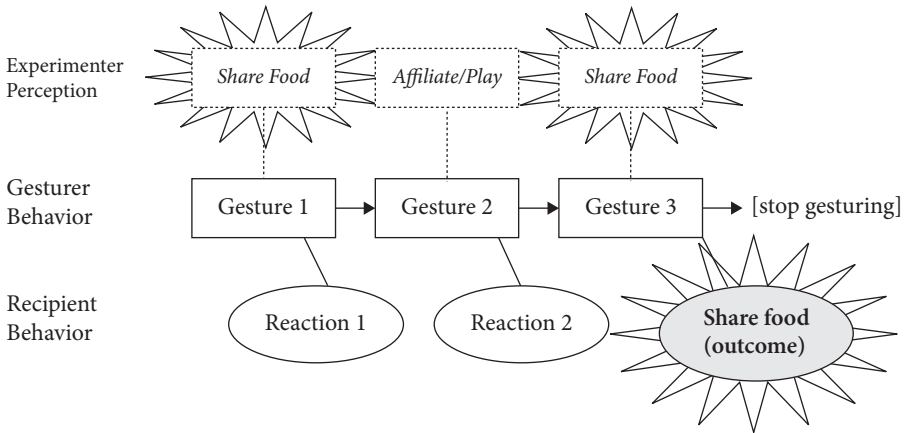 Experimenter
Perception
Share Food
Affiliate/Play
Share Food
Gesturer
Behavior
Gesture 1
Gesture 2
Gesture 3
[stop gesturing]
Recipient
Behavior
Reaction 1
Reaction 2
Share food
(outcome)